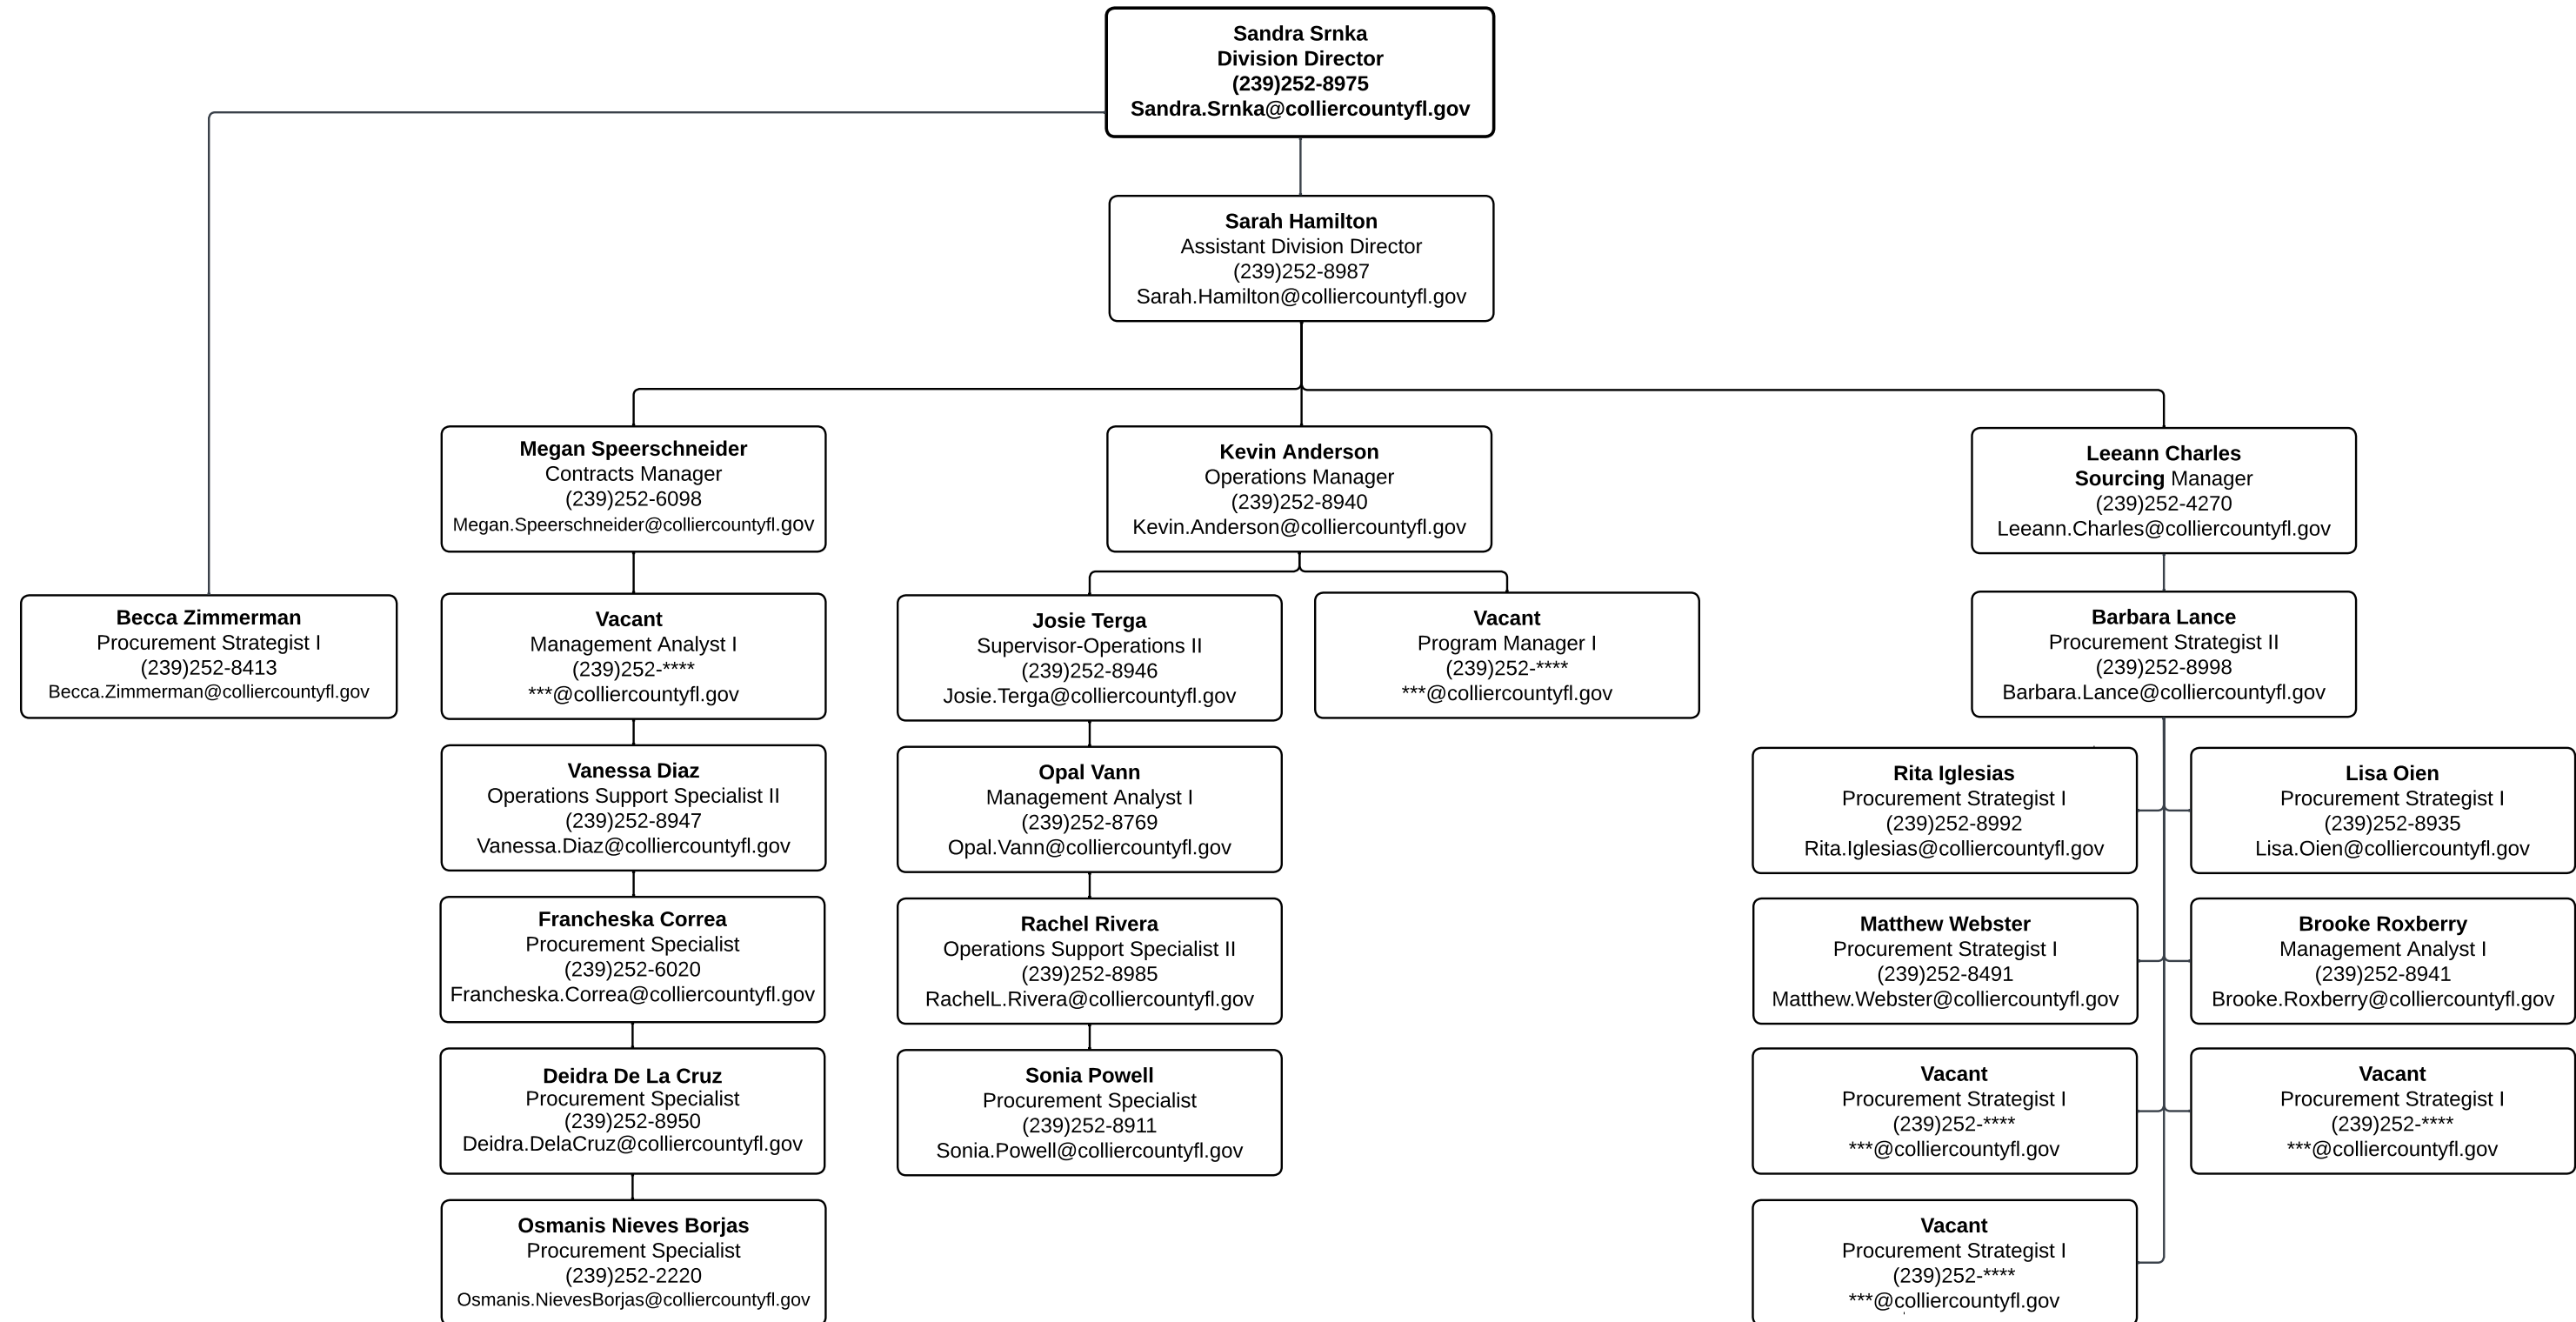 Sandra Srnka
Division Director
(239)252-8975
Sandra.Srnka@colliercountyfl.gov
Sarah Hamilton
Assistant Division Director
(239)252-8987
Sarah.Hamilton@colliercountyfl.gov
Megan Speerschneider
Contracts Manager
(239)252-6098
Megan.Speerschneider@colliercountyfl.gov
Kevin Anderson
Operations Manager
(239)252-8940
Kevin.Anderson@colliercountyfl.gov
Leeann Charles
Sourcing Manager
(239)252-4270
Leeann.Charles@colliercountyfl.gov
Becca Zimmerman
Procurement Strategist I
(239)252-8413
Becca.Zimmerman@colliercountyfl.gov
Vacant
Management Analyst I
(239)252-****
***@colliercountyfl.gov
Josie Terga
Supervisor-Operations II
(239)252-8946
Josie.Terga@colliercountyfl.gov
Vacant
Program Manager I
(239)252-****
***@colliercountyfl.gov
Barbara Lance
Procurement Strategist II
(239)252-8998
Barbara.Lance@colliercountyfl.gov
Vanessa Diaz
Operations Support Specialist II
(239)252-8947
Vanessa.Diaz@colliercountyfl.gov
Opal Vann
Management Analyst I
(239)252-8769
Opal.Vann@colliercountyfl.gov
Rita Iglesias
Procurement Strategist I
(239)252-8992
Rita.Iglesias@colliercountyfl.gov
Lisa Oien
Procurement Strategist I
(239)252-8935
Lisa.Oien@colliercountyfl.gov
Francheska Correa
Procurement Specialist
(239)252-6020
Francheska.Correa@colliercountyfl.gov
Rachel Rivera
Operations Support Specialist II
(239)252-8985
RachelL.Rivera@colliercountyfl.gov
Matthew Webster
Procurement Strategist I
(239)252-8491
Matthew.Webster@colliercountyfl.gov
Brooke Roxberry
Management Analyst I
(239)252-8941
Brooke.Roxberry@colliercountyfl.gov
Deidra De La Cruz
Procurement Specialist
(239)252-8950
Deidra.DelaCruz@colliercountyfl.gov
Sonia Powell
Procurement Specialist
(239)252-8911
Sonia.Powell@colliercountyfl.gov
Vacant
Procurement Strategist I
(239)252-****
***@colliercountyfl.gov
Vacant
Procurement Strategist I
(239)252-****
***@colliercountyfl.gov
Osmanis Nieves Borjas
Procurement Specialist
(239)252-2220
Osmanis.NievesBorjas@colliercountyfl.gov
Vacant
Procurement Strategist I
(239)252-****
***@colliercountyfl.gov